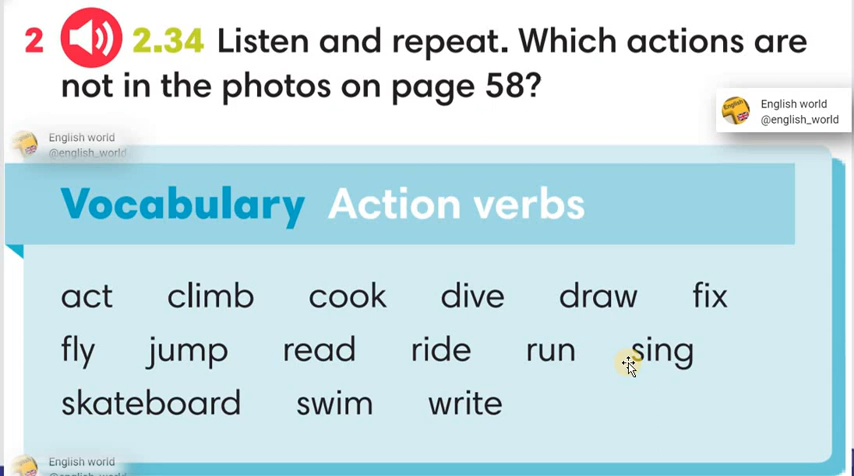 2 2.34 Listen and repeat. Which actions are
not in the photos on page 58?
English world
@english_world
English world
@english_world
Vocabulary Action verbs
act climb cook dive draw fix
fly jump read ride run sing
skateboard swim write
English world